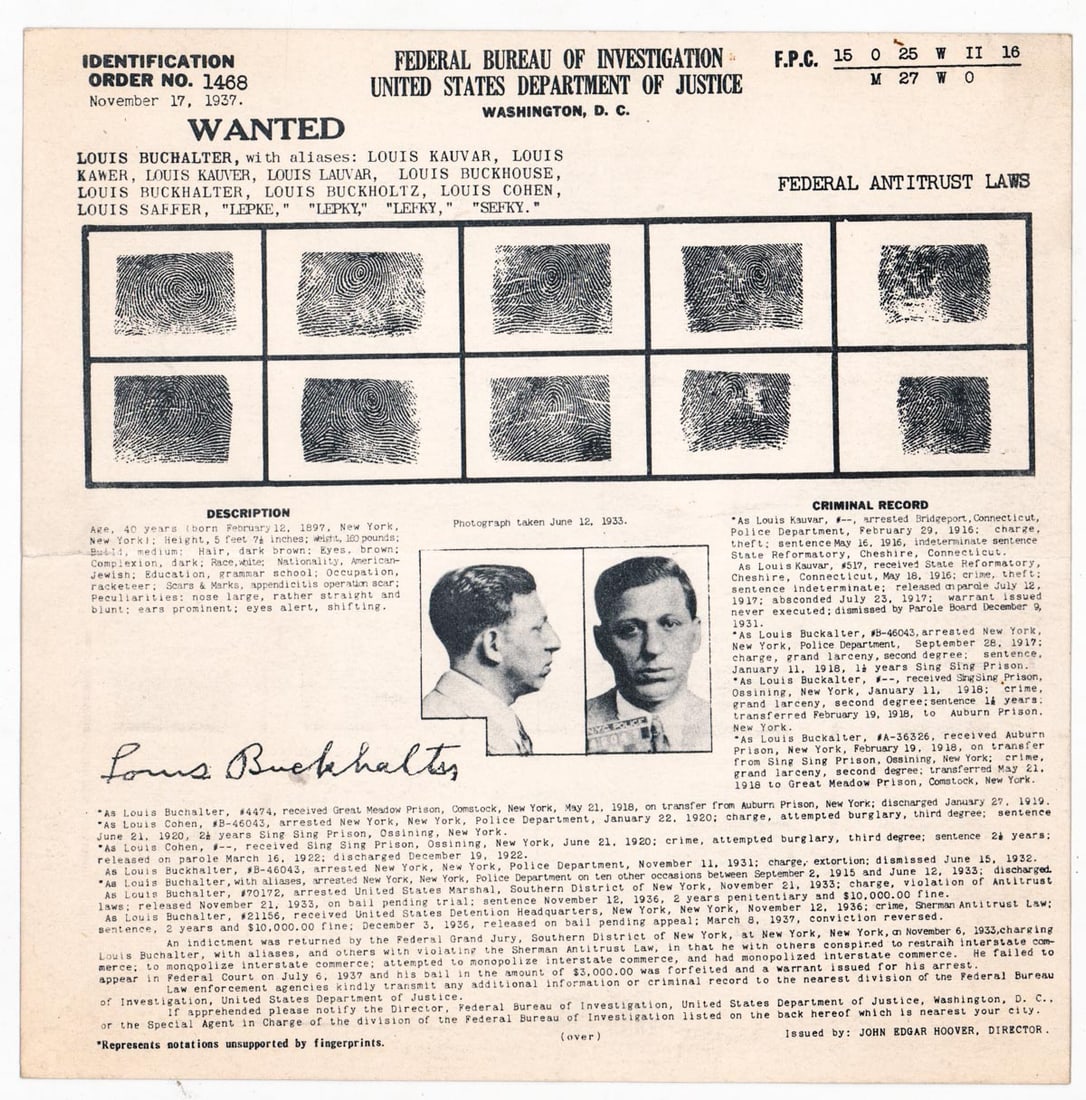 IDENTIFICATION
ORDER NO. 1468
November 17, 1937.
FEDERAL BUREAU OF INVESTIGATION
UNITED STATES DEPARTMENT OF JUSTICE
WASHINGTON, D. C.
F.P.C. 15 O 25 W II 16
M 27 W O
WANTED
LOUIS BUCHALTER, with aliases: LOUIS KAUVAR, LOUIS
KAWER, LOUIS KAUVER, LOUIS LAUVAR, LOUIS BUCKHOUSE,
LOUIS BUCKHALTER, LOUIS BUCKHOLTZ, LOUIS COHEN,
LOUIS SAFFER, "LEPKE," "LEPKY," "LEFKY," "SEFKY."
FEDERAL ANTITRUST LAWS
DESCRIPTION
Age, 40 years (born February 12, 1897, New York,
New York); Height, 5 feet 7½ inches; weight, 160 pounds;
Build, medium; Hair, dark brown; Eyes, brown;
Complexion, dark; Race, white; Nationality, American-
Jewish; Education, grammar school; Occupation,
racketeer; Scars & Marks, appendicitis operation scar;
Peculiarities: nose large, rather straight and
blunt; ears prominent; eyes alert, shifting.
Photograph taken June 12, 1933.
N.Y.C. POLICE
Louis Buckhalter
CRIMINAL RECORD
*As Louis Kauvar, #--, arrested Bridgeport, Connecticut,
Police Department, February 29, 1916; charge,
theft; sentence May 16, 1916, indeterminate sentence
State Reformatory, Cheshire, Connecticut.
As Louis Kauvar, #517, received State Reformatory,
Cheshire, Connecticut, May 18, 1916; crime, theft;
sentence indeterminate; released on parole July 12,
1917; absconded July 23, 1917; warrant issued
never executed; dismissed by Parole Board December 9,
1931.
*As Louis Buckalter, #B-46043, arrested New York,
New York, Police Department, September 28, 1917;
charge, grand larceny, second degree; sentence,
January 11, 1918, 1½ years Sing Sing Prison.
*As Louis Buckalter, #--, received Sing Sing Prison,
Ossining, New York, January 11, 1918; crime,
grand larceny, second degree; sentence 1½ years;
transferred February 19, 1918, to Auburn Prison,
New York.
*As Louis Buckalter, #A-36326, received Auburn
Prison, New York, February 19, 1918, on transfer
from Sing Sing Prison, Ossining, New York; crime,
grand larceny, second degree; transferred May 21,
1918 to Great Meadow Prison, Comstock, New York.
*As Louis Buchalter, #4474, received Great Meadow Prison, Comstock, New York, May 21, 1918, on transfer from Auburn Prison, New York; discharged January 27, 1919.
*As Louis Cohen, #B-46043, arrested New York, New York, Police Department, January 22, 1920; charge, attempted burglary, third degree; sentence
June 21, 1920, 2½ years Sing Sing Prison, Ossining, New York.
*As Louis Cohen, #--, received Sing Sing Prison, Ossining, New York, June 21, 1920; crime, attempted burglary, third degree; sentence 2½ years;
released on parole March 16, 1922; discharged December 19, 1922.
As Louis Buckhalter, #B-46043, arrested New York, New York, Police Department, November 11, 1931; charge, extortion; dismissed June 15, 1932.
*As Louis Buchalter, with aliases, arrested New York, New York, Police Department on ten other occasions between September 2, 1915 and June 12, 1933; discharged.
As Louis Buchalter, #70172, arrested United States Marshal, Southern District of New York, November 21, 1933; charge, violation of Antitrust
laws; released November 21, 1933, on bail pending trial; sentence November 12, 1936, 2 years penitentiary and $10,000.00 fine.
As Louis Buchalter, #21156, received United States Detention Headquarters, New York, New York, November 12, 1936; crime, Sherman Antitrust Law;
sentence, 2 years and $10,000.00 fine; December 3, 1936, released on bail pending appeal; March 8, 1937, conviction reversed.
An indictment was returned by the Federal Grand Jury, Southern District of New York, at New York, New York, on November 6, 1933, charging
Louis Buchalter, with aliases, and others with violating the Sherman Antitrust Law, in that he with others conspired to restrain interstate com-
merce; to monopolize interstate commerce; attempted to monopolize interstate commerce, and had monopolized interstate commerce. He failed to
appear in Federal Court on July 6, 1937 and his bail in the amount of $3,000.00 was forfeited and a warrant issued for his arrest.
Law enforcement agencies kindly transmit any additional information or criminal record to the nearest division of the Federal Bureau
of Investigation, United States Department of Justice.
If apprehended please notify the Director, Federal Bureau of Investigation, United States Department of Justice, Washington, D. C.,
or the Special Agent in Charge of the division of the Federal Bureau of Investigation listed on the back hereof which is nearest your city.
*Represents notations unsupported by fingerprints.
(over)
Issued by: JOHN EDGAR HOOVER, DIRECTOR.